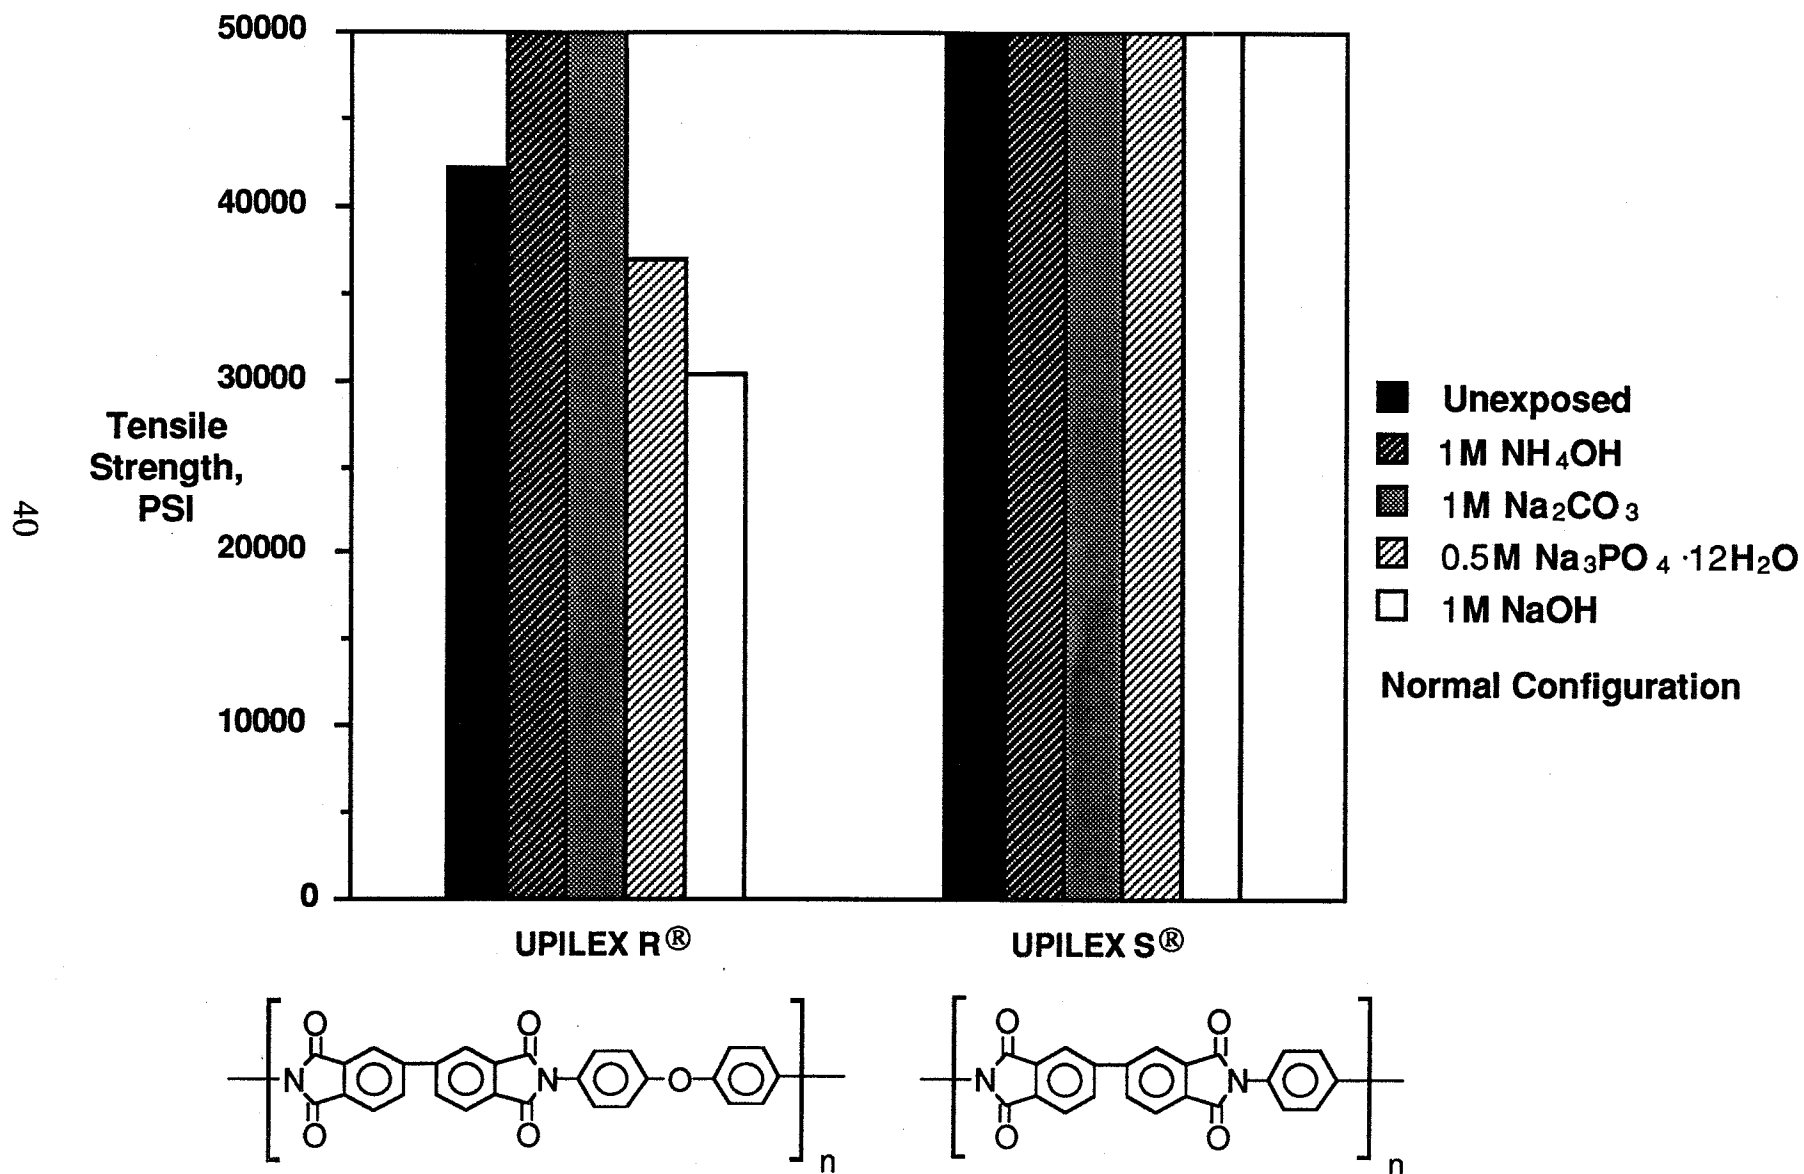 50000
40000
30000
20000
10000
0
Tensile
Strength,
PSI
40
Unexposed
1M NH₄OH
1M Na₂CO₃
0.5M Na₃PO₄ ·12H₂O
1M NaOH
Normal Configuration
UPILEX R®
UPILEX S®
O O
N N O
O O
n
O O
N N
O O
n